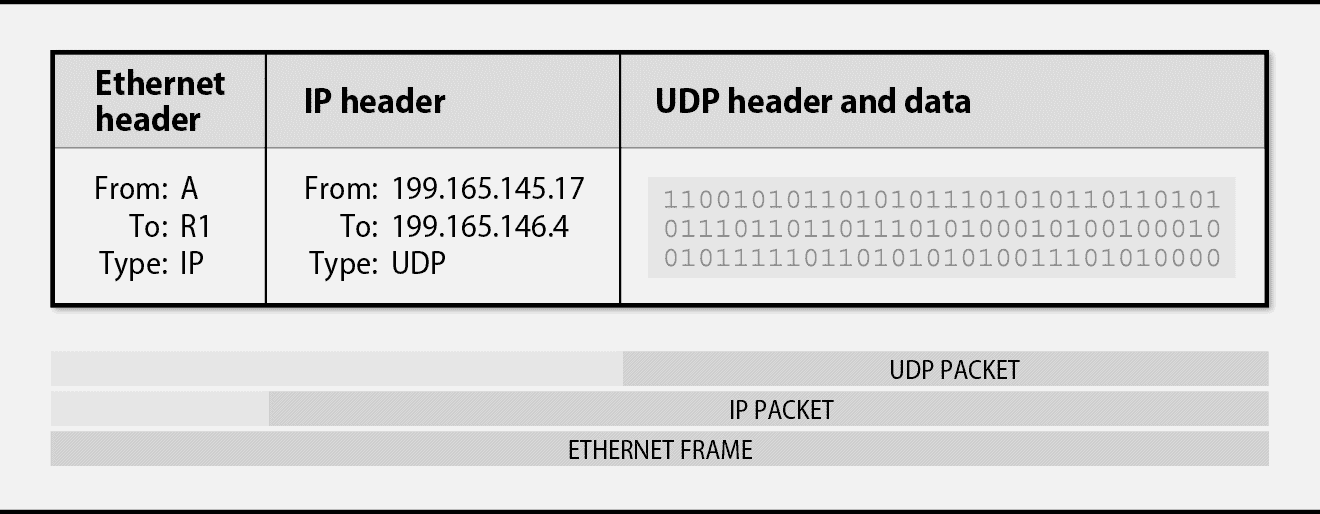 Ethernet header
IP header
UDP header and data
From: A
To: R1
Type: IP
From: 199.165.145.17
To: 199.165.146.4
Type: UDP
11001010110101011101010110110101
01110110110111010100010100100010
01011111011010101010011101010000
UDP PACKET
IP PACKET
ETHERNET FRAME